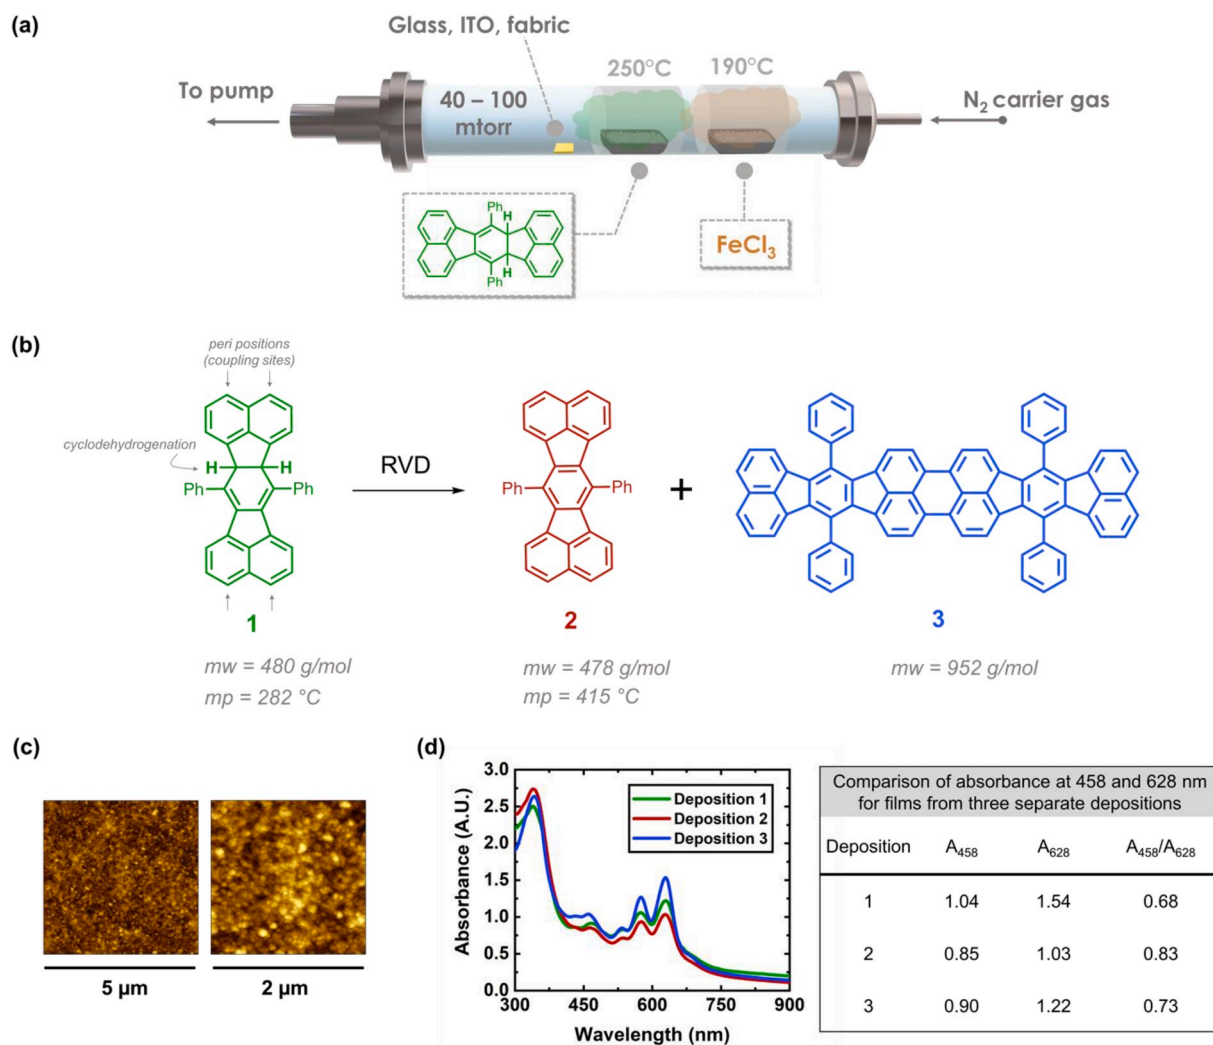 (a)
Glass, ITO, fabric
250°C
190°C
To pump
40 – 100
mtorr
N₂ carrier gas
Ph
H
H
Ph
FeCl₃
(b)
peri positions
(coupling sites)
cyclodehydrogenation
H
H
Ph
Ph
RVD
Ph
Ph
+
1
2
3
mw = 480 g/mol
mp = 282 °C
mw = 478 g/mol
mp = 415 °C
mw = 952 g/mol
(c)
5 µm
2 µm
(d)
3.0
2.5
2.0
1.5
1.0
0.5
0.0
Absorbance (A.U.)
Deposition 1
Deposition 2
Deposition 3
300
450
600
750
900
Wavelength (nm)
Comparison of absorbance at 458 and 628 nm
for films from three separate depositions
Deposition A₄₅₈ A₆₂₈ A₄₅₈/A₆₂₈
1 1.04 1.54 0.68
2 0.85 1.03 0.83
3 0.90 1.22 0.73